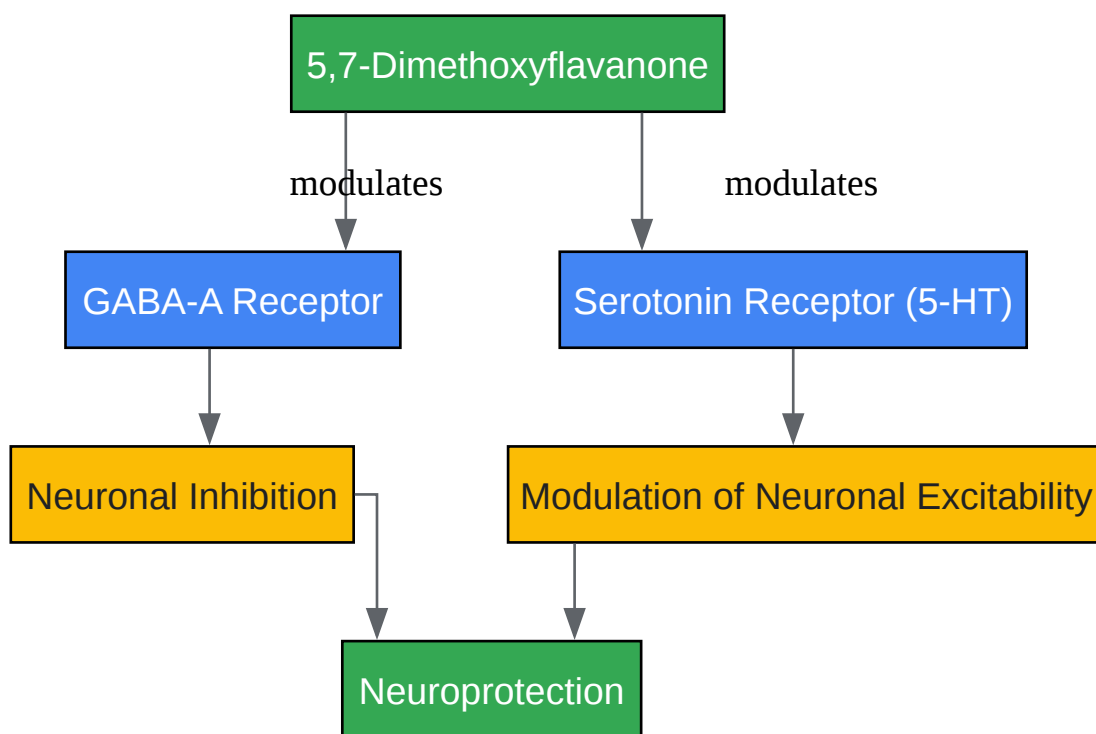 5,7-Dimethoxyflavanone
modulates
modulates
GABA-A Receptor
Serotonin Receptor (5-HT)
Neuronal Inhibition
Modulation of Neuronal Excitability
Neuroprotection